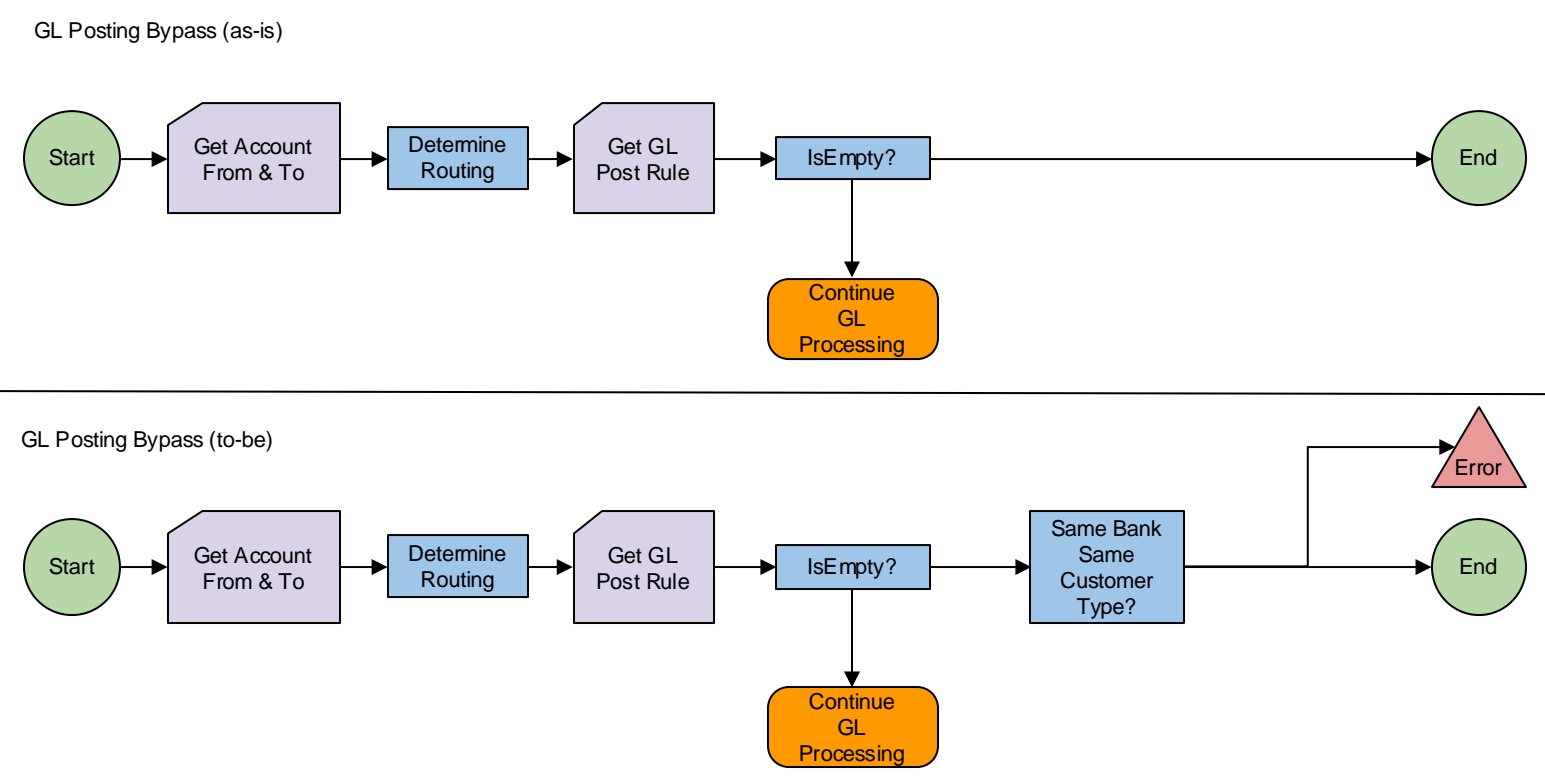 GL Posting Bypass (as-is)
Start
Get Account
From & To
Determine
Routing
Get GL
Post Rule
IsEmpty?
End
Continue
GL
Processing
GL Posting Bypass (to-be)
Error
Start
Get Account
From & To
Determine
Routing
Get GL
Post Rule
IsEmpty?
Same Bank
Same
Customer
Type?
End
Continue
GL
Processing